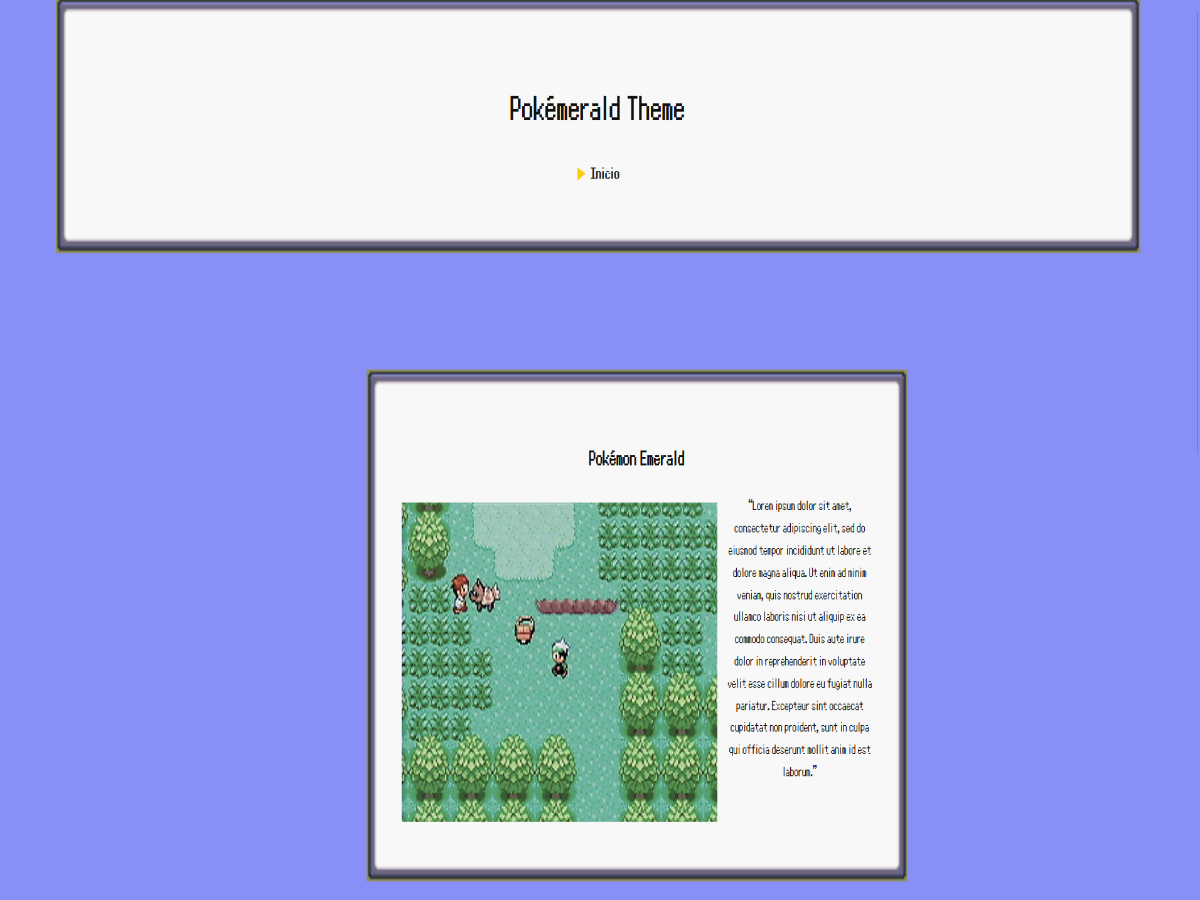 Pokémerald Theme
Inicio
Pokémon Emerald
“Lorem ipsum dolor sit amet,
consectetur adipiscing elit, sed do
eiusmod tempor incididunt ut labore et
dolore magna aliqua. Ut enim ad minim
veniam, quis nostrud exercitation
ullamco laboris nisi ut aliquip ex ea
commodo consequat. Duis aute irure
dolor in reprehenderit in voluptate
velit esse cillum dolore eu fugiat nulla
pariatur. Excepteur sint occaecat
cupidatat non proident, sunt in culpa
qui officia deserunt mollit anim id est
laborum.”